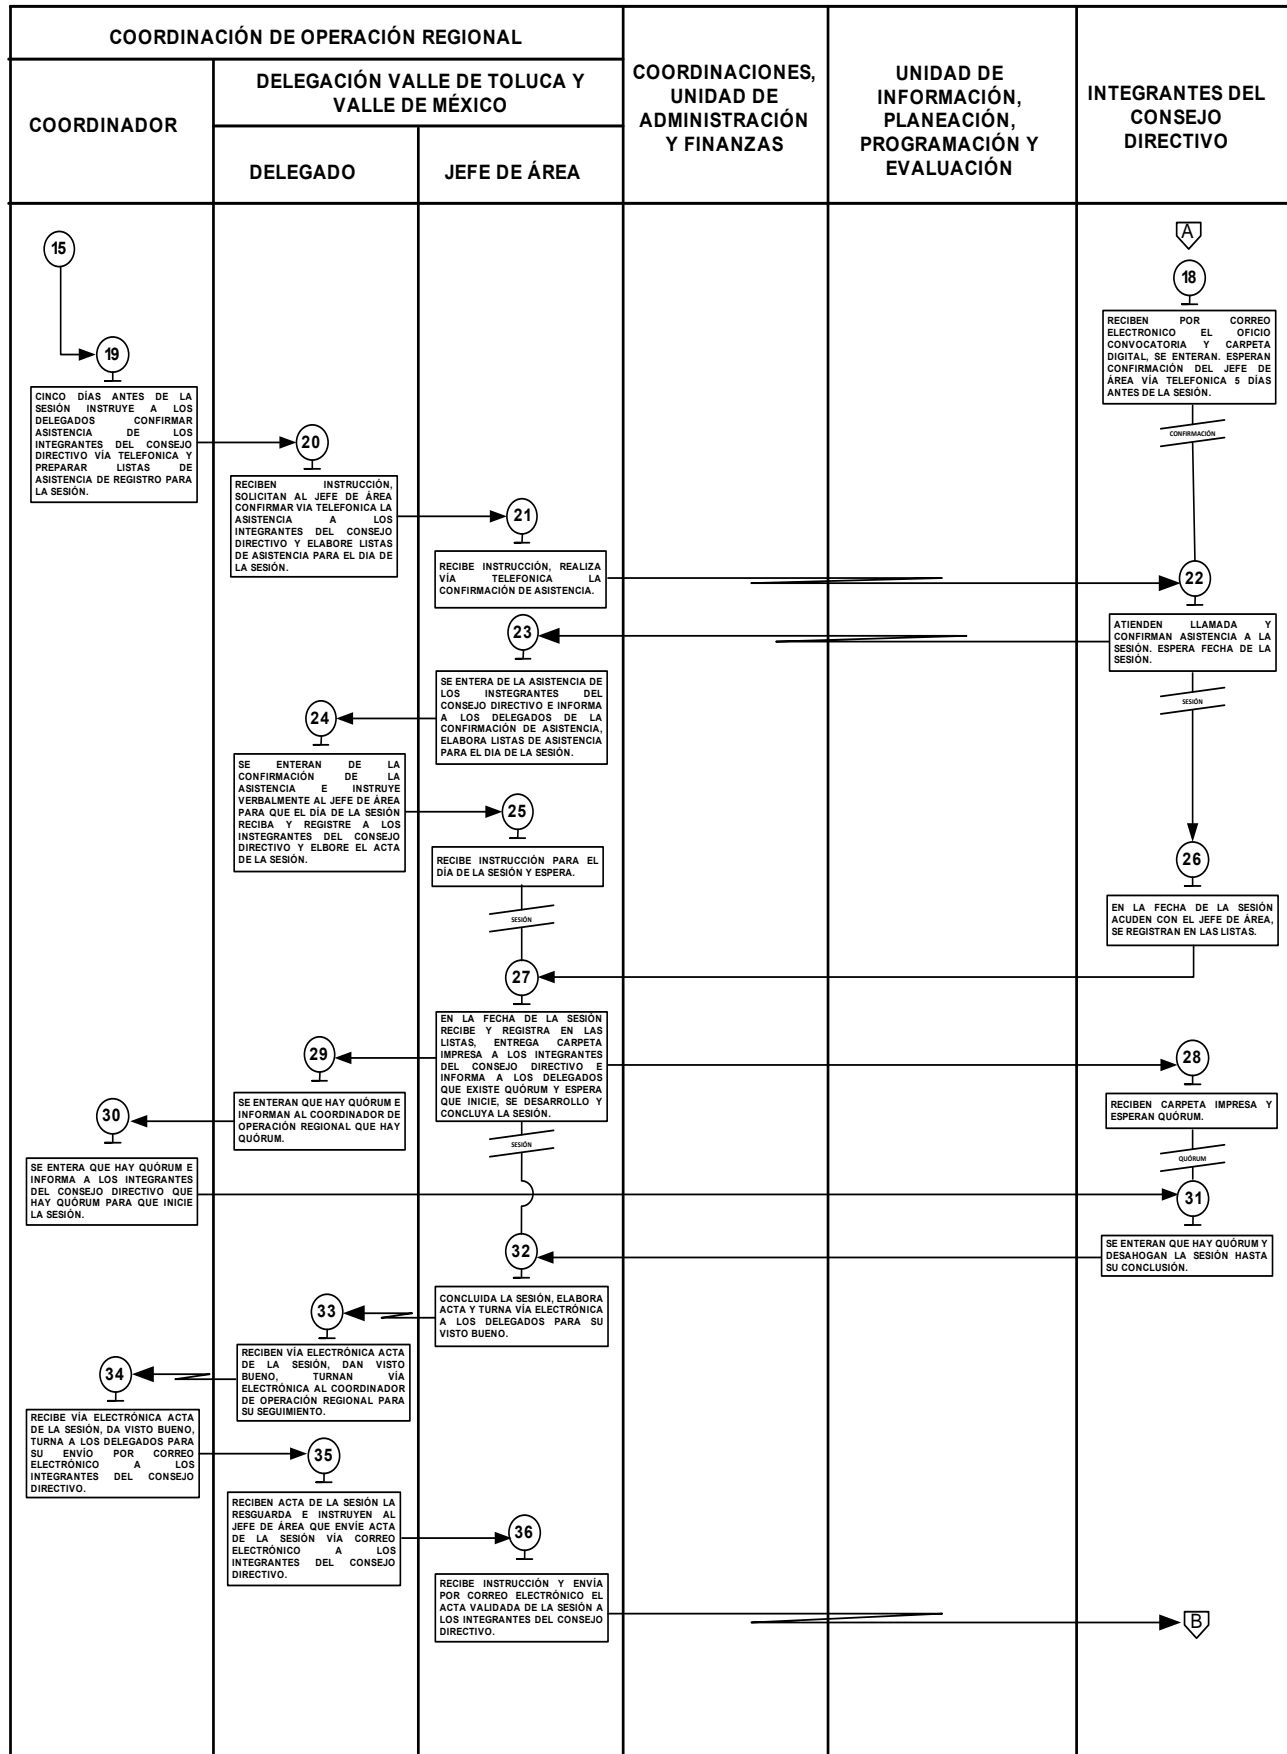 COORDINACIÓN DE OPERACIÓN REGIONAL
COORDINADOR
DELEGACIÓN VALLE DE TOLUCA Y
VALLE DE MÉXICO
DELEGADO
JEFE DE ÁREA
COORDINACIONES,
UNIDAD DE
ADMINISTRACIÓN
Y FINANZAS
UNIDAD DE
INFORMACIÓN,
PLANEACIÓN,
PROGRAMACIÓN Y
EVALUACIÓN
INTEGRANTES DEL
CONSEJO
DIRECTIVO
15
A
18
RECIBEN POR CORREO
ELECTRONICO EL OFICIO
CONVOCATORIA Y CARPETA
DIGITAL, SE ENTERAN. ESPERAN
CONFIRMACIÓN DEL JEFE DE
ÁREA VÍA TELEFONICA 5 DÍAS
ANTES DE LA SESIÓN.
CONFIRMACIÓN
19
CINCO DÍAS ANTES DE LA
SESIÓN INSTRUYE A LOS
DELEGADOS CONFIRMAR
ASISTENCIA DE LOS
INTEGRANTES DEL CONSEJO
DIRECTIVO VÍA TELEFONICA Y
PREPARAR LISTAS DE
ASISTENCIA DE REGISTRO PARA
LA SESIÓN.
20
RECIBEN INSTRUCCIÓN,
SOLICITAN AL JEFE DE ÁREA
CONFIRMAR VIA TELEFONICA LA
ASISTENCIA A LOS
INTEGRANTES DEL CONSEJO
DIRECTIVO Y ELABORE LISTAS
DE ASISTENCIA PARA EL DIA DE
LA SESIÓN.
21
RECIBE INSTRUCCIÓN, REALIZA
VÍA TELEFONICA LA
CONFIRMACIÓN DE ASISTENCIA.
22
ATIENDEN LLAMADA Y
CONFIRMAN ASISTENCIA A LA
SESIÓN. ESPERA FECHA DE LA
SESIÓN.
SESIÓN
23
SE ENTERA DE LA ASISTENCIA DE
LOS INSTEGRANTES DEL
CONSEJO DIRECTIVO E INFORMA
A LOS DELEGADOS DE LA
CONFIRMACIÓN DE ASISTENCIA,
ELABORA LISTAS DE ASISTENCIA
PARA EL DIA DE LA SESIÓN.
24
SE ENTERAN DE LA
CONFIRMACIÓN DE LA
ASISTENCIA E INSTRUYE
VERBALMENTE AL JEFE DE ÁREA
PARA QUE EL DÍA DE LA SESIÓN
RECIBA Y REGISTRE A LOS
INSTEGRANTES DEL CONSEJO
DIRECTIVO Y ELBORE EL ACTA
DE LA SESIÓN.
25
RECIBE INSTRUCCIÓN PARA EL
DÍA DE LA SESIÓN Y ESPERA.
SESIÓN
26
EN LA FECHA DE LA SESIÓN
ACUDEN CON EL JEFE DE ÁREA,
SE REGISTRAN EN LAS LISTAS.
27
EN LA FECHA DE LA SESIÓN
RECIBE Y REGISTRA EN LAS
LISTAS, ENTREGA CARPETA
IMPRESA A LOS INTEGRANTES
DEL CONSEJO DIRECTIVO E
INFORMA A LOS DELEGADOS
QUE EXISTE QUÓRUM Y ESPERA
QUE INICIE, SE DESARROLLO Y
CONCLUYA LA SESIÓN.
SESIÓN
28
RECIBEN CARPETA IMPRESA Y
ESPERAN QUÓRUM.
QUÓRUM
29
SE ENTERAN QUE HAY QUÓRUM E
INFORMAN AL COORDINADOR DE
OPERACIÓN REGIONAL QUE HAY
QUÓRUM.
30
SE ENTERA QUE HAY QUÓRUM E
INFORMA A LOS INTEGRANTES
DEL CONSEJO DIRECTIVO QUE
HAY QUÓRUM PARA QUE INICIE
LA SESIÓN.
31
SE ENTERAN QUE HAY QUÓRUM Y
DESAHOGAN LA SESIÓN HASTA
SU CONCLUSIÓN.
32
CONCLUIDA LA SESIÓN, ELABORA
ACTA Y TURNA VÍA ELECTRÓNICA
A LOS DELEGADOS PARA SU
VISTO BUENO.
33
RECIBEN VÍA ELECTRÓNICA ACTA
DE LA SESIÓN, DAN VISTO
BUENO, TURNAN VÍA
ELECTRÓNICA AL COORDINADOR
DE OPERACIÓN REGIONAL PARA
SU SEGUIMIENTO.
34
RECIBE VÍA ELECTRÓNICA ACTA
DE LA SESIÓN, DA VISTO BUENO,
TURNA A LOS DELEGADOS PARA
SU ENVÍO POR CORREO
ELECTRÓNICO A LOS
INTEGRANTES DEL CONSEJO
DIRECTIVO.
35
RECIBEN ACTA DE LA SESIÓN LA
RESGUARDA E INSTRUYEN AL
JEFE DE ÁREA QUE ENVÍE ACTA
DE LA SESIÓN VÍA CORREO
ELECTRÓNICO A LOS
INTEGRANTES DEL CONSEJO
DIRECTIVO.
36
RECIBE INSTRUCCIÓN Y ENVÍA
POR CORREO ELECTRÓNICO EL
ACTA VALIDADA DE LA SESIÓN A
LOS INTEGRANTES DEL CONSEJO
DIRECTIVO.
B